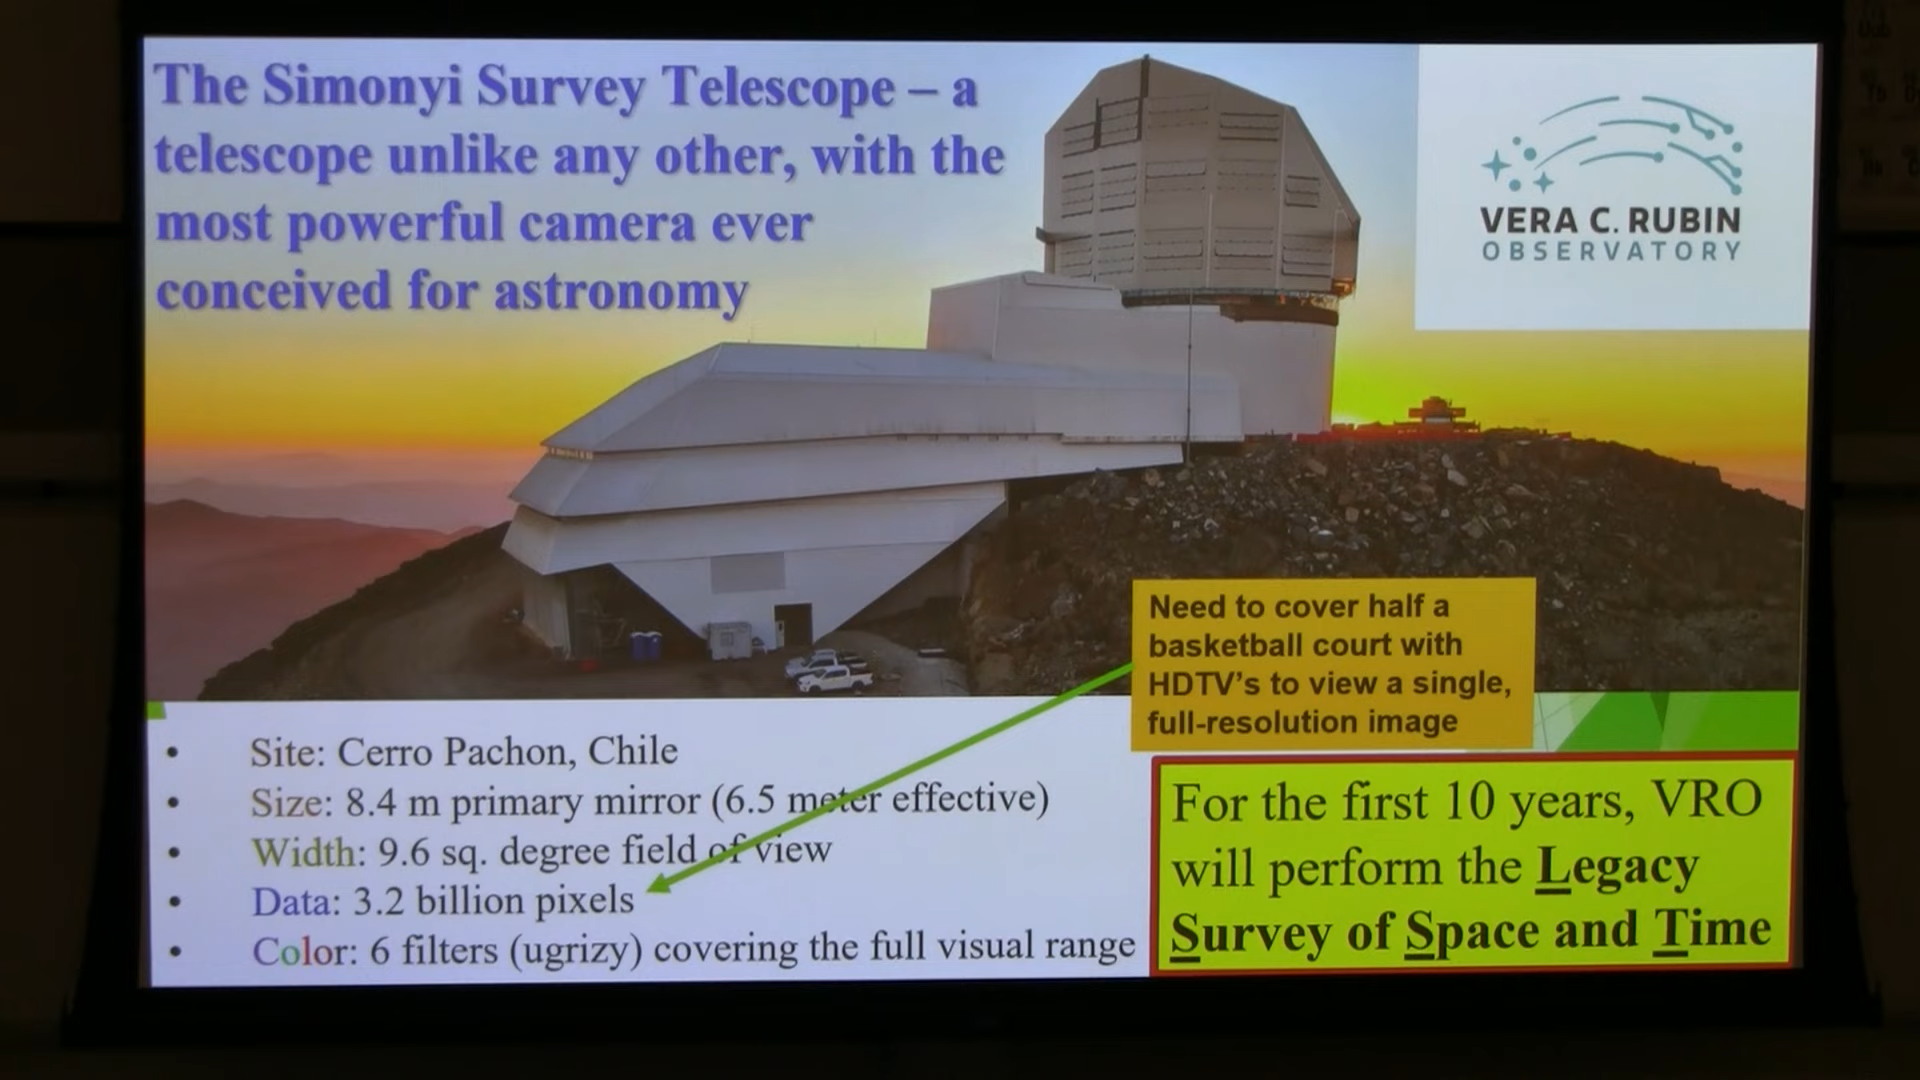 The Simonyi Survey Telescope – a
telescope unlike any other, with the
most powerful camera ever
conceived for astronomy
VERA C. RUBIN
OBSERVATORY
Need to cover half a
basketball court with
HDTV's to view a single,
full-resolution image
• Site: Cerro Pachon, Chile
• Size: 8.4 m primary mirror (6.5 meter effective)
• Width: 9.6 sq. degree field of view
• Data: 3.2 billion pixels
• Color: 6 filters (ugrizy) covering the full visual range
For the first 10 years, VRO
will perform the Legacy
Survey of Space and Time